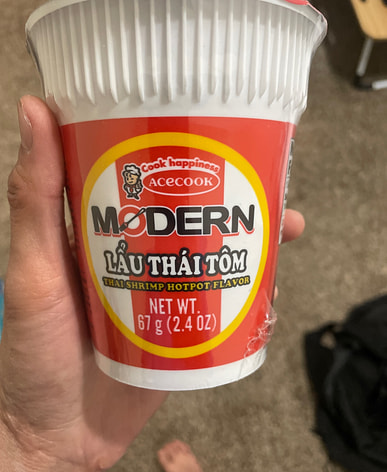 Cook happiness
ACECOOK
MODERN
LẨU THÁI TÔM
THAI SHRIMP HOTPOT FLAVOR
NET WT.
67 g (2.4 OZ)